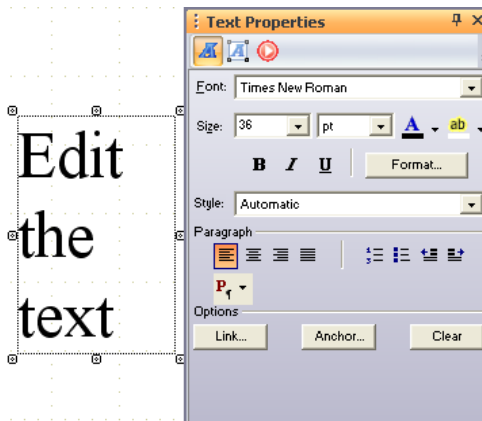 Text Properties
Font: Times New Roman
Size: 36 pt A ab
B I U Format...
Style: Automatic
Paragraph
P¶
Options
Link... Anchor... Clear
Edit
the
text